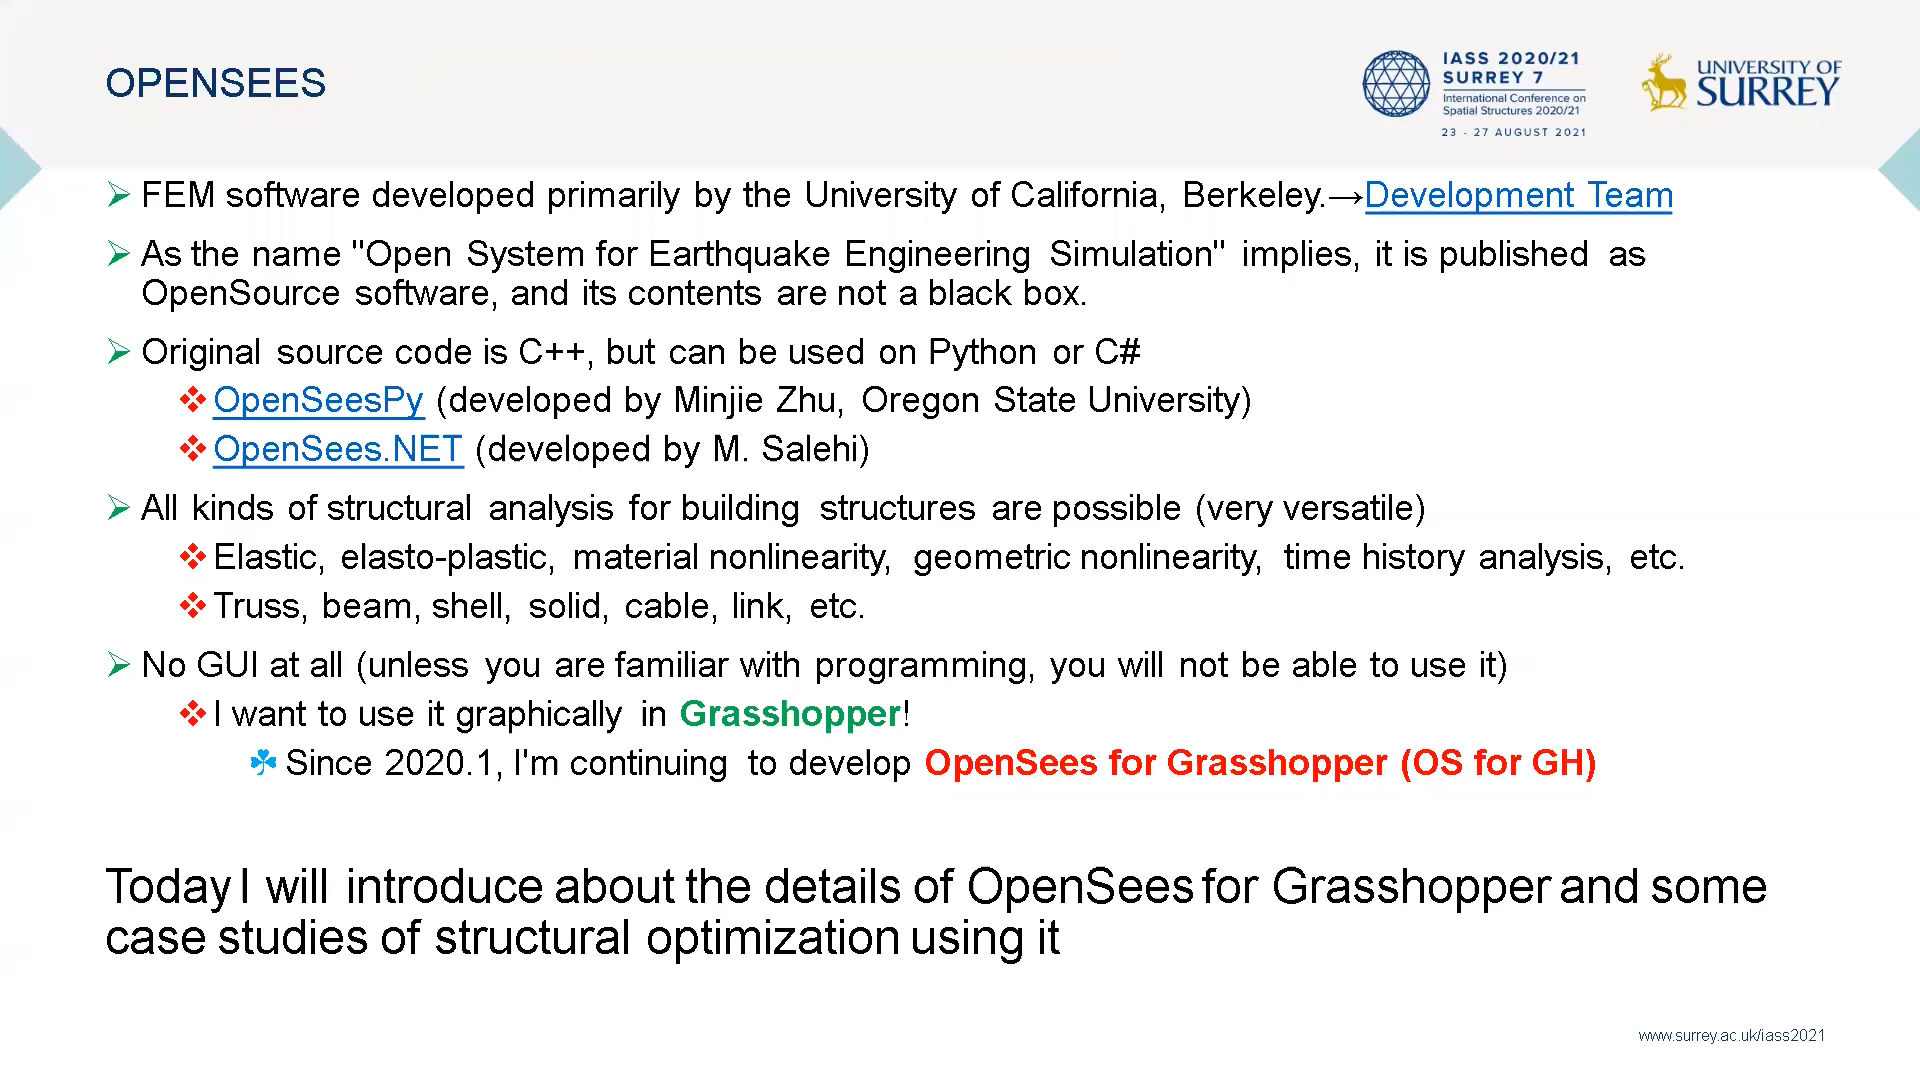 OPENSEES
IASS 2020/21
SURREY 7
International Conference on
Spatial Structures 2020/21
23 - 27 AUGUST 2021
UNIVERSITY OF
SURREY
FEM software developed primarily by the University of California, Berkeley.→Development Team
As the name "Open System for Earthquake Engineering Simulation" implies, it is published as
OpenSource software, and its contents are not a black box.
Original source code is C++, but can be used on Python or C#
OpenSeesPy (developed by Minjie Zhu, Oregon State University)
OpenSees.NET (developed by M. Salehi)
All kinds of structural analysis for building structures are possible (very versatile)
Elastic, elasto-plastic, material nonlinearity, geometric nonlinearity, time history analysis, etc.
Truss, beam, shell, solid, cable, link, etc.
No GUI at all (unless you are familiar with programming, you will not be able to use it)
I want to use it graphically in Grasshopper!
Since 2020.1, I'm continuing to develop OpenSees for Grasshopper (OS for GH)
Today I will introduce about the details of OpenSees for Grasshopper and some
case studies of structural optimization using it
www.surrey.ac.uk/iass2021